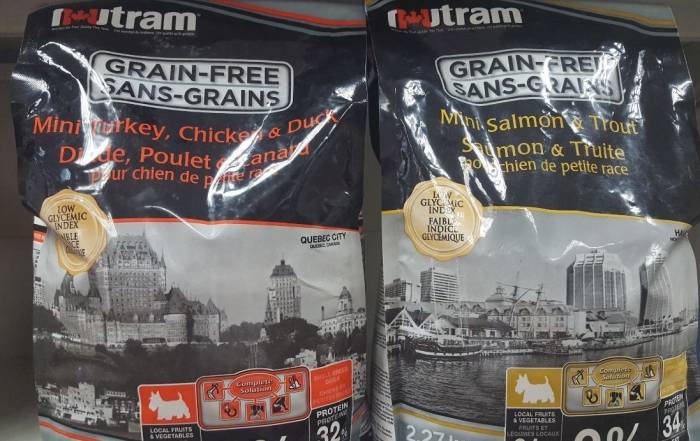 Nutram
GRAIN-FREE
SANS-GRAINS
Mini Turkey, Chicken & Duck
Dinde, Poulet & Canard
pour chien de petite race
LOW
GLYCEMIC
INDEX
QUEBEC CITY
QUEBEC, CANADA
Complete
Solution
LOCAL FRUITS
& VEGETABLES
PROTEIN
32%
Nutram
GRAIN-FREE
SANS-GRAINS
Mini Salmon & Trout
Saumon & Truite
pour chien de petite race
LOW
GLYCEMIC
INDEX
FAIBLE
INDICE
GLYCÉMIQUE
Complete
Solution
LOCAL FRUITS
& VEGETABLES
FRUITS ET
LÉGUMES LOCAUX
PROTEIN
34%
2.27